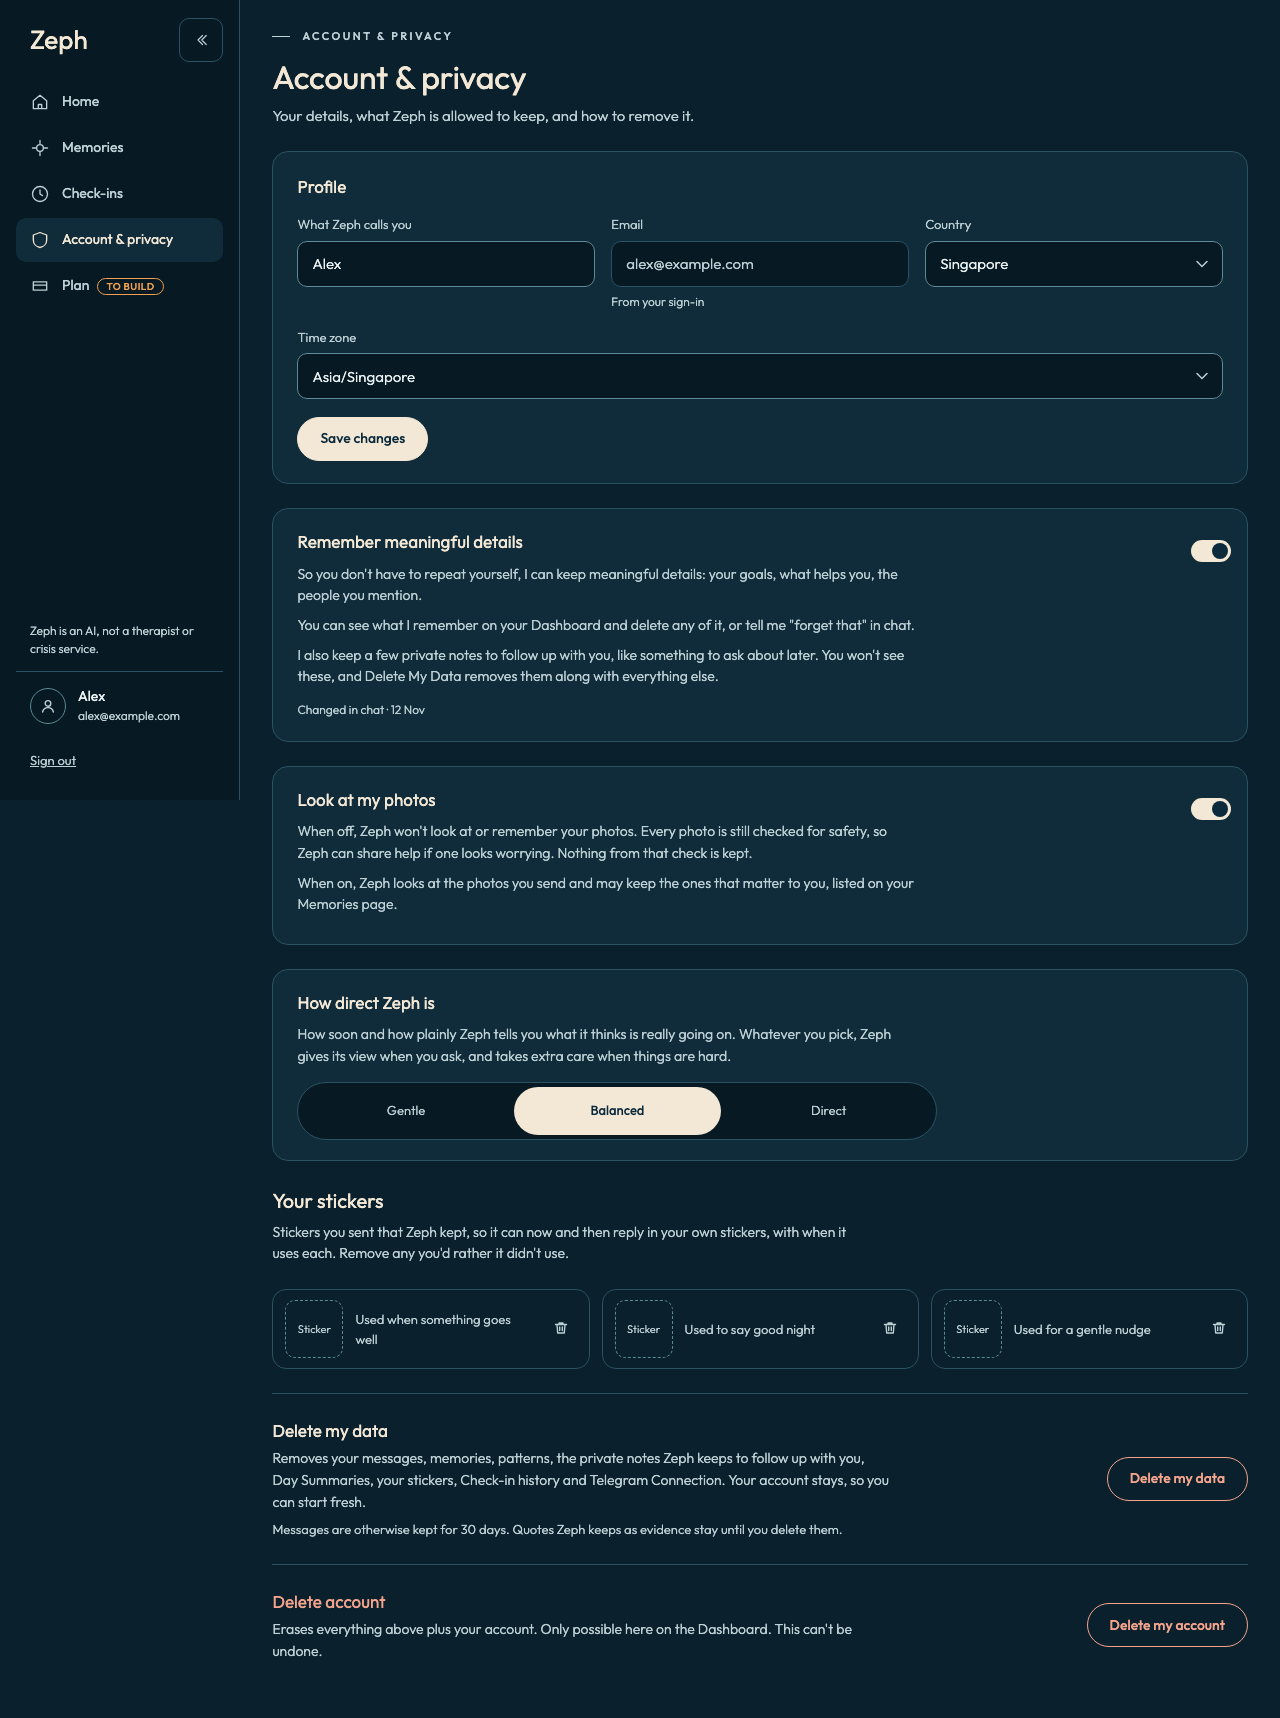 Zeph
Home
Memories
Check-ins
Account & privacy
Plan TO BUILD
Zeph is an AI, not a therapist or
crisis service.
Alex
alex@example.com
Sign out
ACCOUNT & PRIVACY
Account & privacy
Your details, what Zeph is allowed to keep, and how to remove it.
Profile
What Zeph calls you
Alex
Email
alex@example.com
From your sign-in
Country
Singapore
Time zone
Asia/Singapore
Save changes
Remember meaningful details
So you don't have to repeat yourself, I can keep meaningful details: your goals, what helps you, the
people you mention.
You can see what I remember on your Dashboard and delete any of it, or tell me "forget that" in chat.
I also keep a few private notes to follow up with you, like something to ask about later. You won't see
these, and Delete My Data removes them along with everything else.
Changed in chat · 12 Nov
Look at my photos
When off, Zeph won't look at or remember your photos. Every photo is still checked for safety, so
Zeph can share help if one looks worrying. Nothing from that check is kept.
When on, Zeph looks at the photos you send and may keep the ones that matter to you, listed on your
Memories page.
How direct Zeph is
How soon and how plainly Zeph tells you what it thinks is really going on. Whatever you pick, Zeph
gives its view when you ask, and takes extra care when things are hard.
Gentle
Balanced
Direct
Your stickers
Stickers you sent that Zeph kept, so it can now and then reply in your own stickers, with when it
uses each. Remove any you'd rather it didn't use.
Sticker
Used when something goes
well
Sticker
Used to say good night
Sticker
Used for a gentle nudge
Delete my data
Removes your messages, memories, patterns, the private notes Zeph keeps to follow up with you,
Day Summaries, your stickers, Check-in history and Telegram Connection. Your account stays, so you
can start fresh.
Messages are otherwise kept for 30 days. Quotes Zeph keeps as evidence stay until you delete them.
Delete my data
Delete account
Erases everything above plus your account. Only possible here on the Dashboard. This can't be
undone.
Delete my account